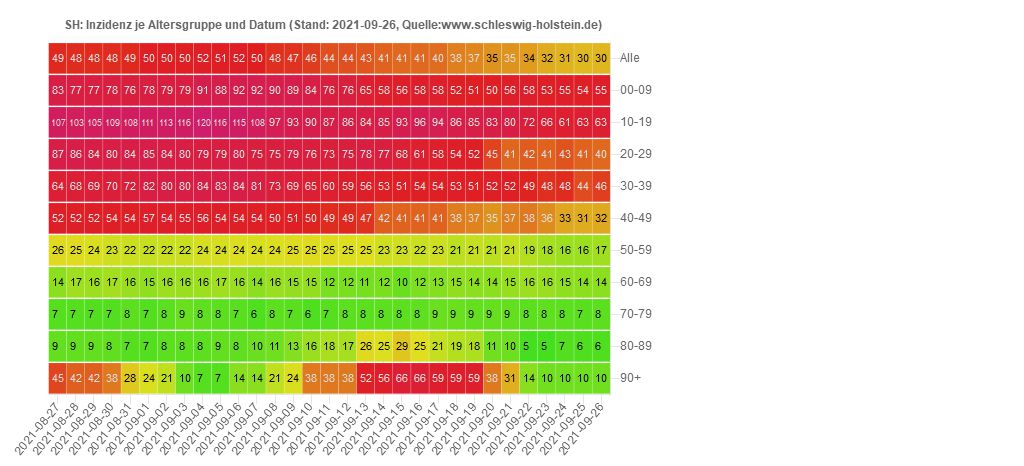 SH: Inzidenz je Altersgruppe und Datum (Stand: 2021-09-26, Quelle:www.schleswig-holstein.de)
49 48 48 48 49 50 50 50 52 51 52 50 48 47 46 44 44 43 41 41 41 40 38 37 35 35 34 32 31 30 30 Alle
83 77 77 78 76 78 79 79 91 88 92 92 90 89 84 76 76 65 58 56 58 58 52 51 50 56 58 53 55 54 55 00-09
107 103 105 109 108 111 113 116 120 116 115 108 97 93 90 87 86 84 85 93 96 94 86 85 83 80 72 66 61 63 63 10-19
87 86 84 80 84 85 84 80 79 79 80 75 75 79 76 73 75 78 77 68 61 58 54 52 45 41 42 41 43 41 40 20-29
64 68 69 70 72 82 80 80 84 83 84 81 73 69 65 60 59 56 53 51 54 54 53 51 52 52 49 48 48 44 46 30-39
52 52 52 54 54 57 54 55 56 54 54 54 50 51 50 49 49 47 42 41 41 41 38 37 35 37 38 36 33 31 32 40-49
26 25 24 23 22 22 22 22 24 24 24 24 24 25 25 25 25 25 23 23 22 23 21 21 21 21 19 18 16 16 17 50-59
14 17 16 17 16 15 16 16 16 17 16 14 16 15 15 12 12 11 12 10 12 13 15 14 14 15 16 16 15 14 14 60-69
7 7 7 7 8 7 8 9 8 8 7 6 8 7 6 7 8 8 8 8 8 9 9 9 9 9 8 8 8 7 8 70-79
9 9 9 8 7 7 8 8 8 9 8 10 11 13 16 18 17 26 25 29 25 21 19 18 11 10 5 5 7 6 6 80-89
45 42 42 38 28 24 21 10 7 7 14 14 21 24 38 38 38 52 56 66 66 59 59 59 38 31 14 10 10 10 10 90+
2021-08-27 2021-08-28 2021-08-29 2021-08-30 2021-08-31 2021-09-01 2021-09-02 2021-09-03 2021-09-04 2021-09-05 2021-09-06 2021-09-07 2021-09-08 2021-09-09 2021-09-10 2021-09-11 2021-09-12 2021-09-13 2021-09-14 2021-09-15 2021-09-16 2021-09-17 2021-09-18 2021-09-19 2021-09-20 2021-09-21 2021-09-22 2021-09-23 2021-09-24 2021-09-25 2021-09-26